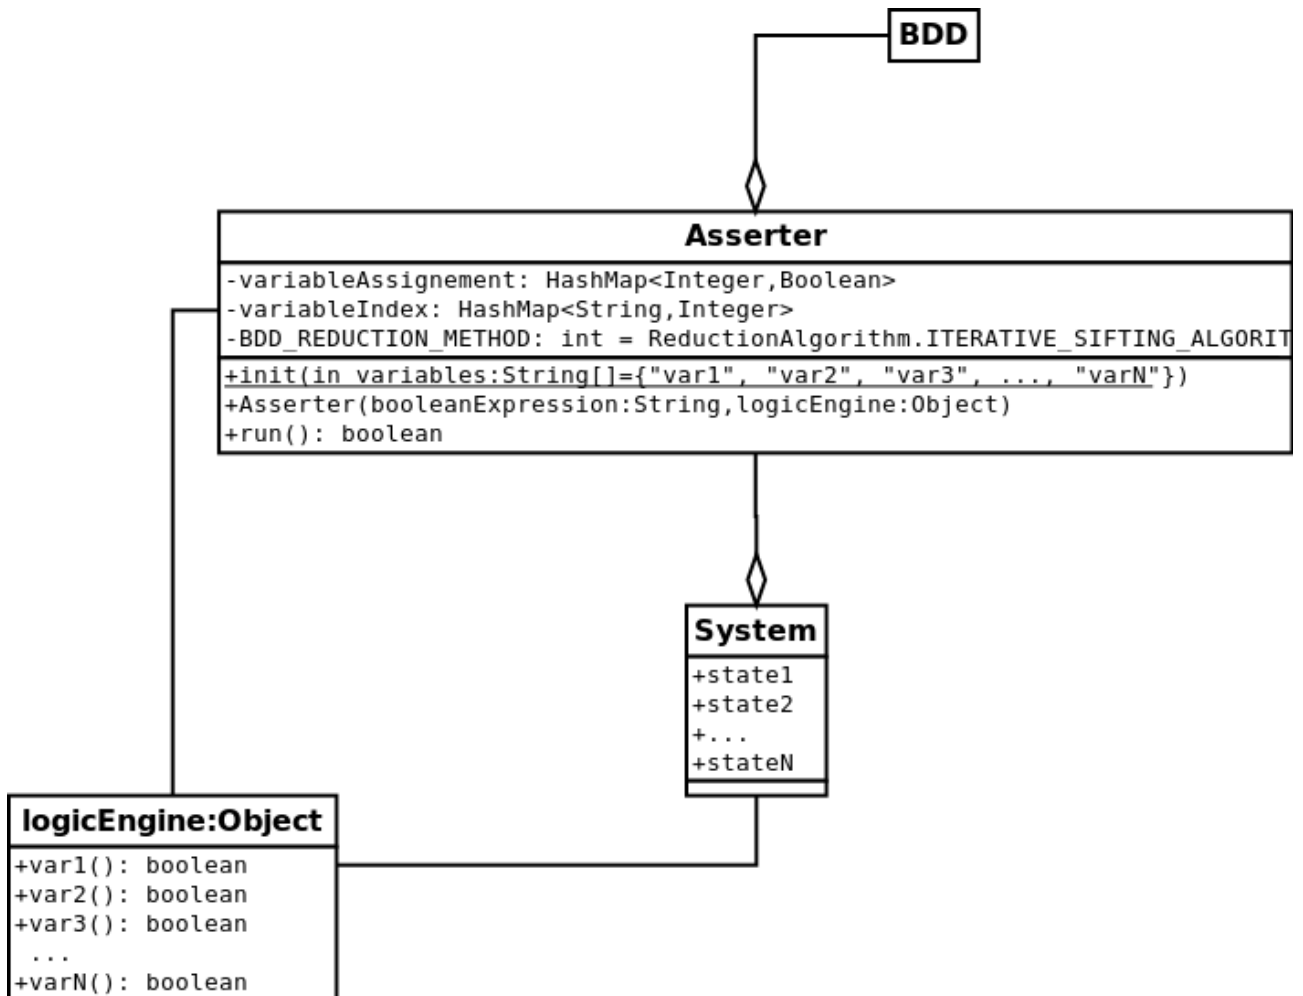 BDD
Asserter
-variableAssignement: HashMap<Integer,Boolean>
-variableIndex: HashMap<String,Integer>
-BDD_REDUCTION_METHOD: int = ReductionAlgorithm.ITERATIVE_SIFTING_ALGORIT
+init(in variables:String[]={"var1", "var2", "var3", ..., "varN"})
+Asserter(booleanExpression:String,logicEngine:Object)
+run(): boolean
System
+state1
+state2
+...
+stateN
logicEngine:Object
+var1(): boolean
+var2(): boolean
+var3(): boolean
...
+varN(): boolean